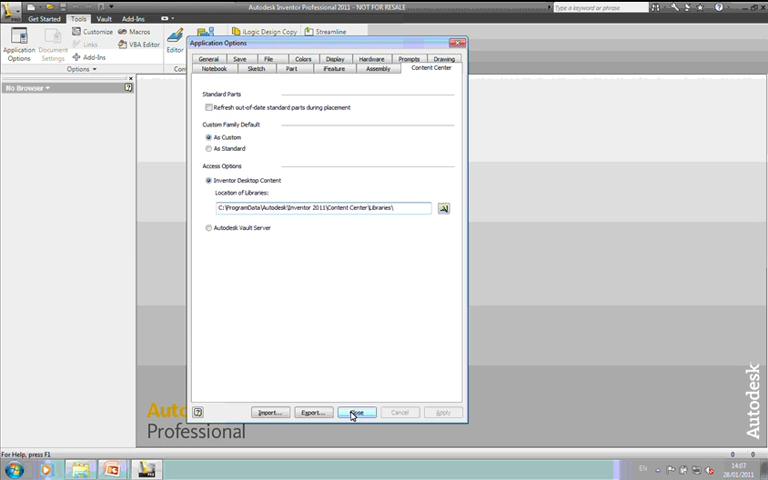 Autodesk Inventor Professional 2011 - NOT FOR RESALE
Type a keyword or phrase
PRO
Get Started Tools Vault Add-Ins
Application Options
Document Settings
Customize
Links
Add-Ins
Macros
VBA Editor
Options
Editor
iLogic Design Copy
Streamline
No Browser
Application Options
General Save File Colors Display Hardware Prompts Drawing
Notebook Sketch Part iFeature Assembly Content Center
Standard Parts
Refresh out-of-date standard parts during placement
Custom Family Default
As Custom
As Standard
Access Options
Inventor Desktop Content
Location of Libraries:
C:\ProgramData\Autodesk\Inventor 2011\Content Center\Libraries\
Autodesk Vault Server
Import... Export... Close Cancel Apply
Professional
Autodesk
For Help, press F1
0 0
EN
14:07
28/01/2011